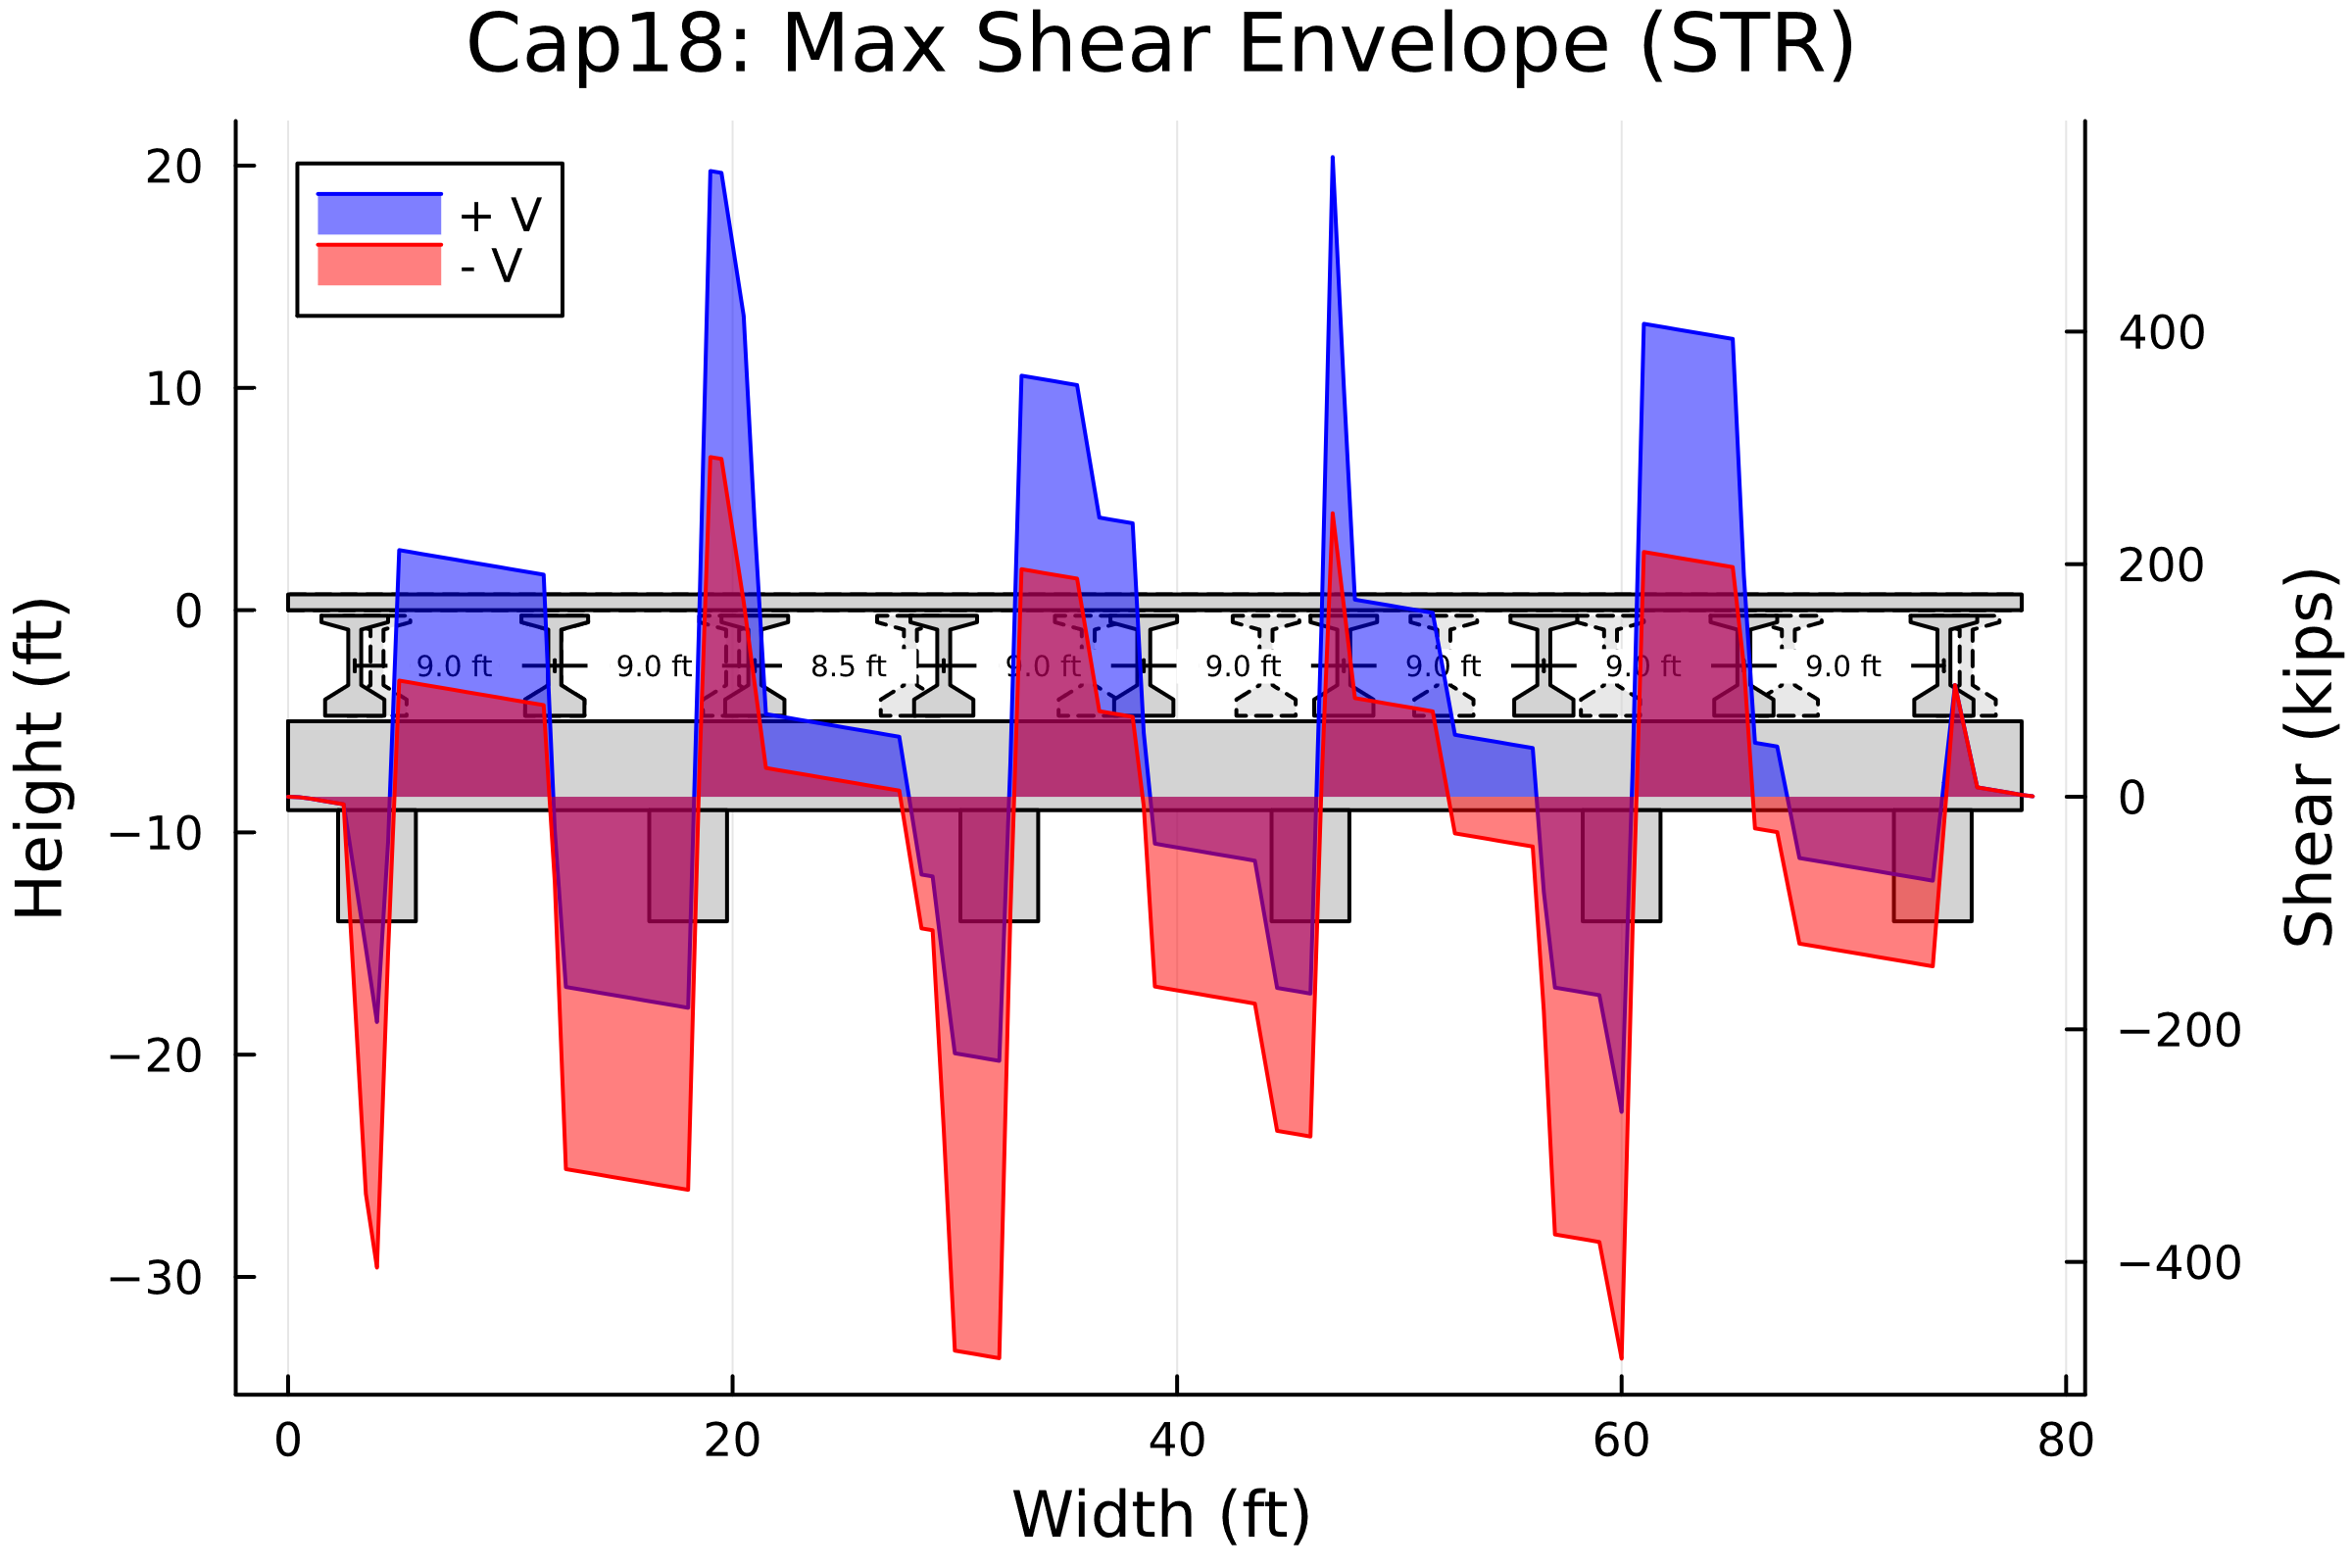 Cap18: Max Shear Envelope (STR)
+ V
- V
20
10
0
−10
−20
−30
Height (ft)
9.0 ft 9.0 ft 8.5 ft 9.0 ft 9.0 ft 9.0 ft 9.0 ft 9.0 ft
400
200
0
−200
−400
Shear (kips)
0 20 40 60 80
Width (ft)